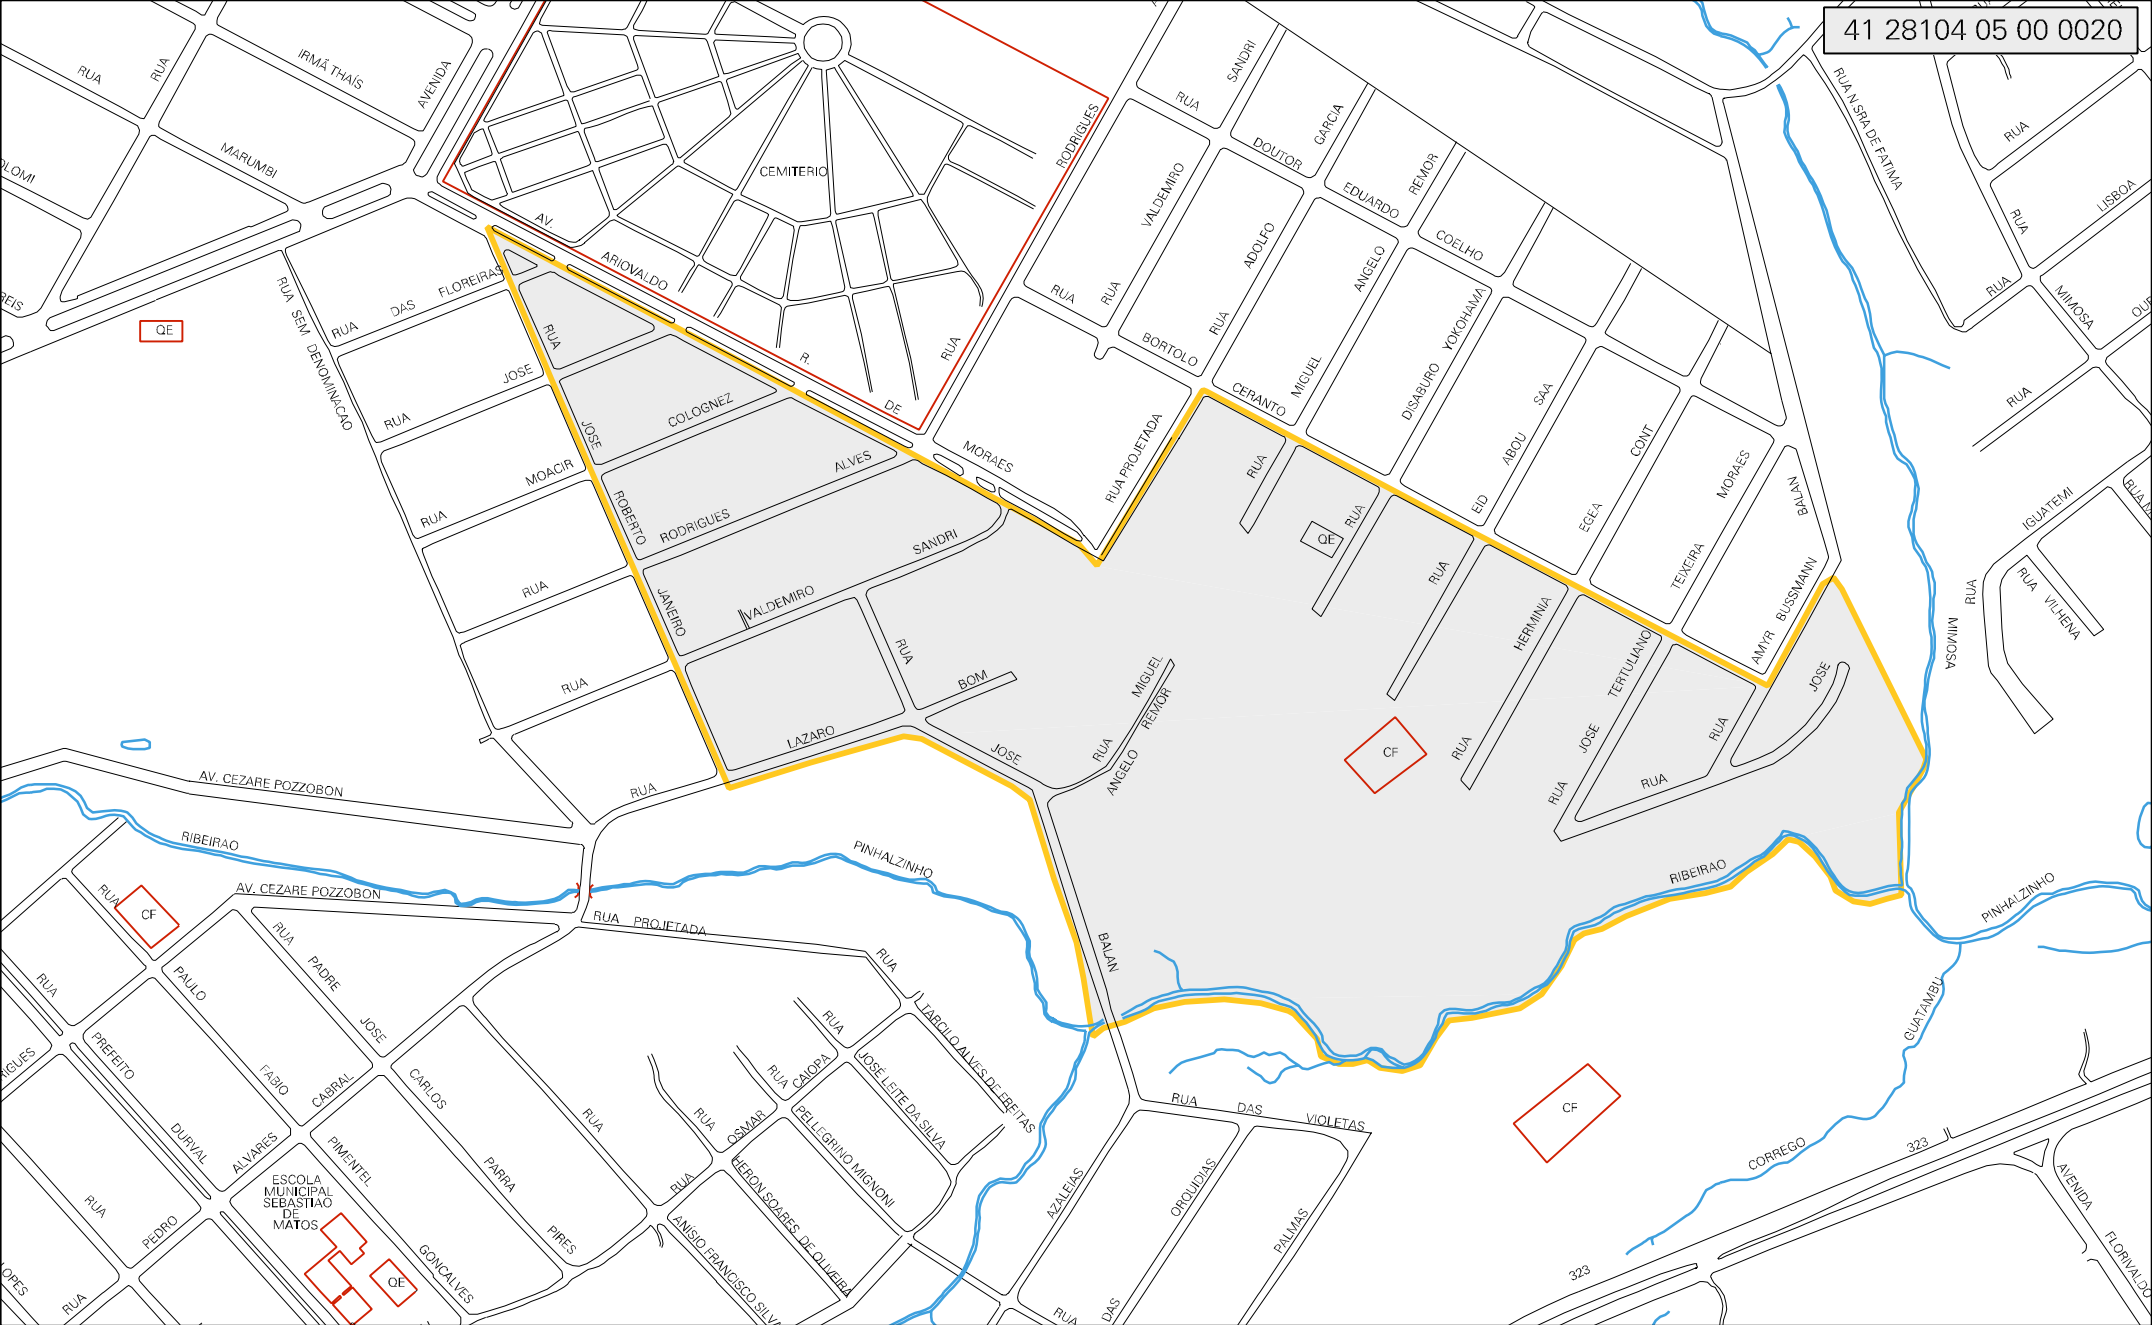 41 28104 05 00 0020
RUA
RUA
IRMÃ THAÍS
AVENIDA
MARUMBI
OLOMI
REIS
QE
RUA SEM DENOMINACAO
RUA DAS FLOREIRAS
RUA JOSE
RUA MOACIR
RUA
RUA
RUA
RUA JOSE ROBERTO JANEIRO
COLOGNEZ
RODRIGUES ALVES
VALDEMIRO SANDRI
LAZARO
BOM
RUA
JOSE
BALAN
CEMITERIO
AV. ARIOVALDO R. DE MORAES
RUA RODRIGUES
RUA PROJETADA
RUA VALDEMIRO SANDRI
RUA ADOLFO GARCIA
RUA DOUTOR EDUARDO COELHO
MIGUEL ANGELO REMOR
RUA BORTOLO CERANTO
DISABURO YOKOHAMA
EID ABOU SAA
EGEA CONT
TEIXEIRA MORAES
AMYR BUSSMANN BALAN
RUA
RUA
RUA
QE
RUA HERMINIA
RUA JOSE TERTULIANO
RUA
RUA JOSE
RUA MIGUEL
ANGELO REMOR
CF
RIBEIRAO
PINHALZINHO
RUA N SRA DE FATIMA
RUA
RUA
LISBOA
RUA
MIMOSA
RUA
IGUATEMI
RUA
RUA VILHENA
MIMOSA
AV. CEZARE POZZOBON
RIBEIRAO
PINHALZINHO
AV. CEZARE POZZOBON
RUA PROJETADA
CF
RUA PAULO FABIO
RUA PADRE JOSE CARLOS PARRA PIRES
RUA
PREFEITO DURVAL
RIGUES
RUA PEDRO ALVARES CABRAL
PIMENTEL GONCALVES
ESCOLA
MUNICIPAL
SEBASTIAO
DE
MATOS
QE
RUA
LOPES
RUA
RUA
RUA OSMAR CAIOPA
RUA TARCILO ALVES DE FREITAS
RUA JOSÉ LEITE DA SILVA
RUA PELLEGRINO MIGNONI
HERON SOARES DE OLIVEIRA
ANISIO FRANCISCO SILVA
RUA DAS VIOLETAS
AZALEIAS
ORQUIDIAS
RUA DAS PALMAS
CF
CORREGO GUATAMBU
323
323
AVENIDA FLORIVALDO